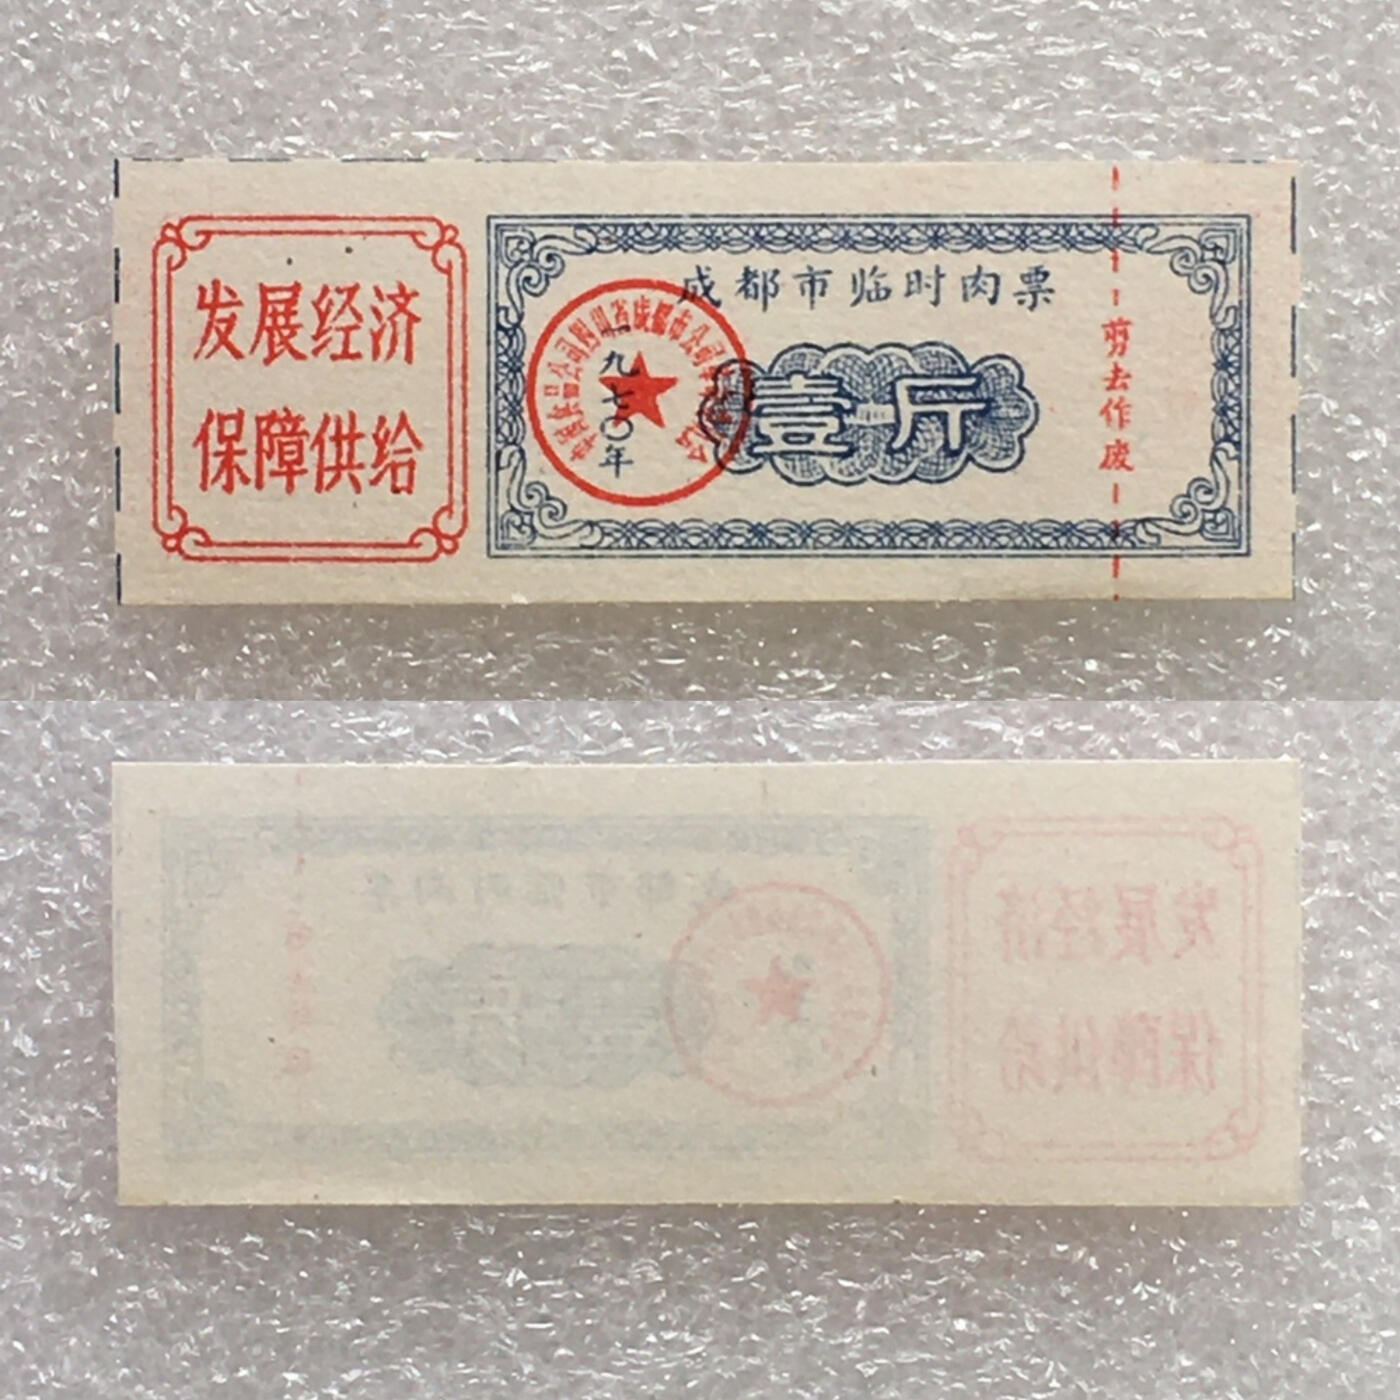 发展经济
保障供给
成都市临时肉票
壹斤
一九七〇年
剪去作废